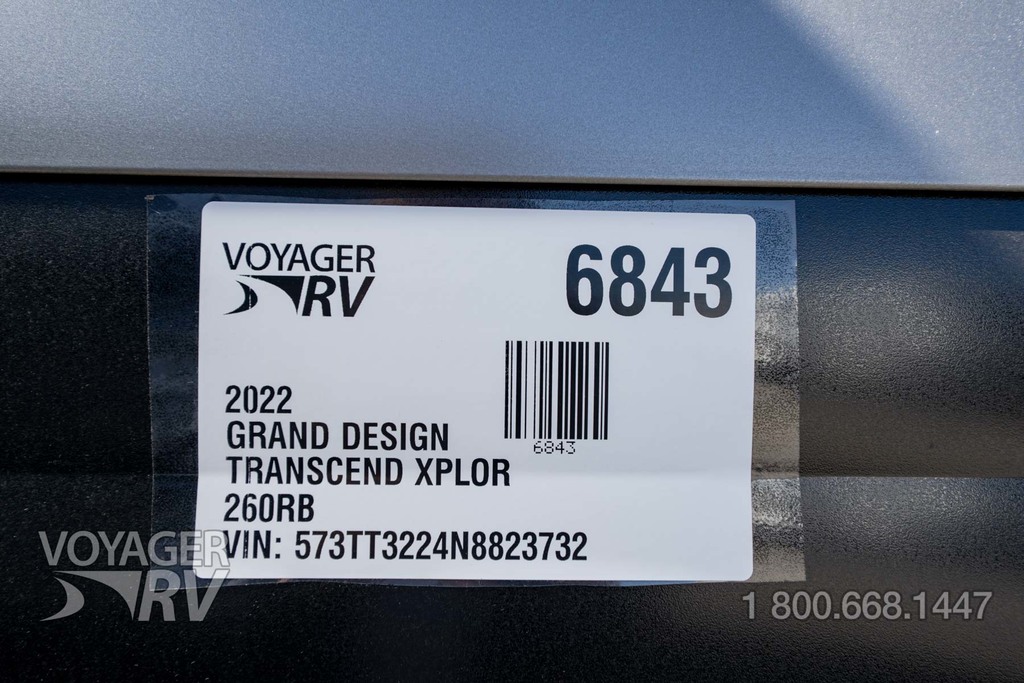 VOYAGER
RV
6843
6843
2022
GRAND DESIGN
TRANSCEND XPLOR
260RB
VIN: 573TT3224N8823732
VOYAGER
RV
1 800.668.1447